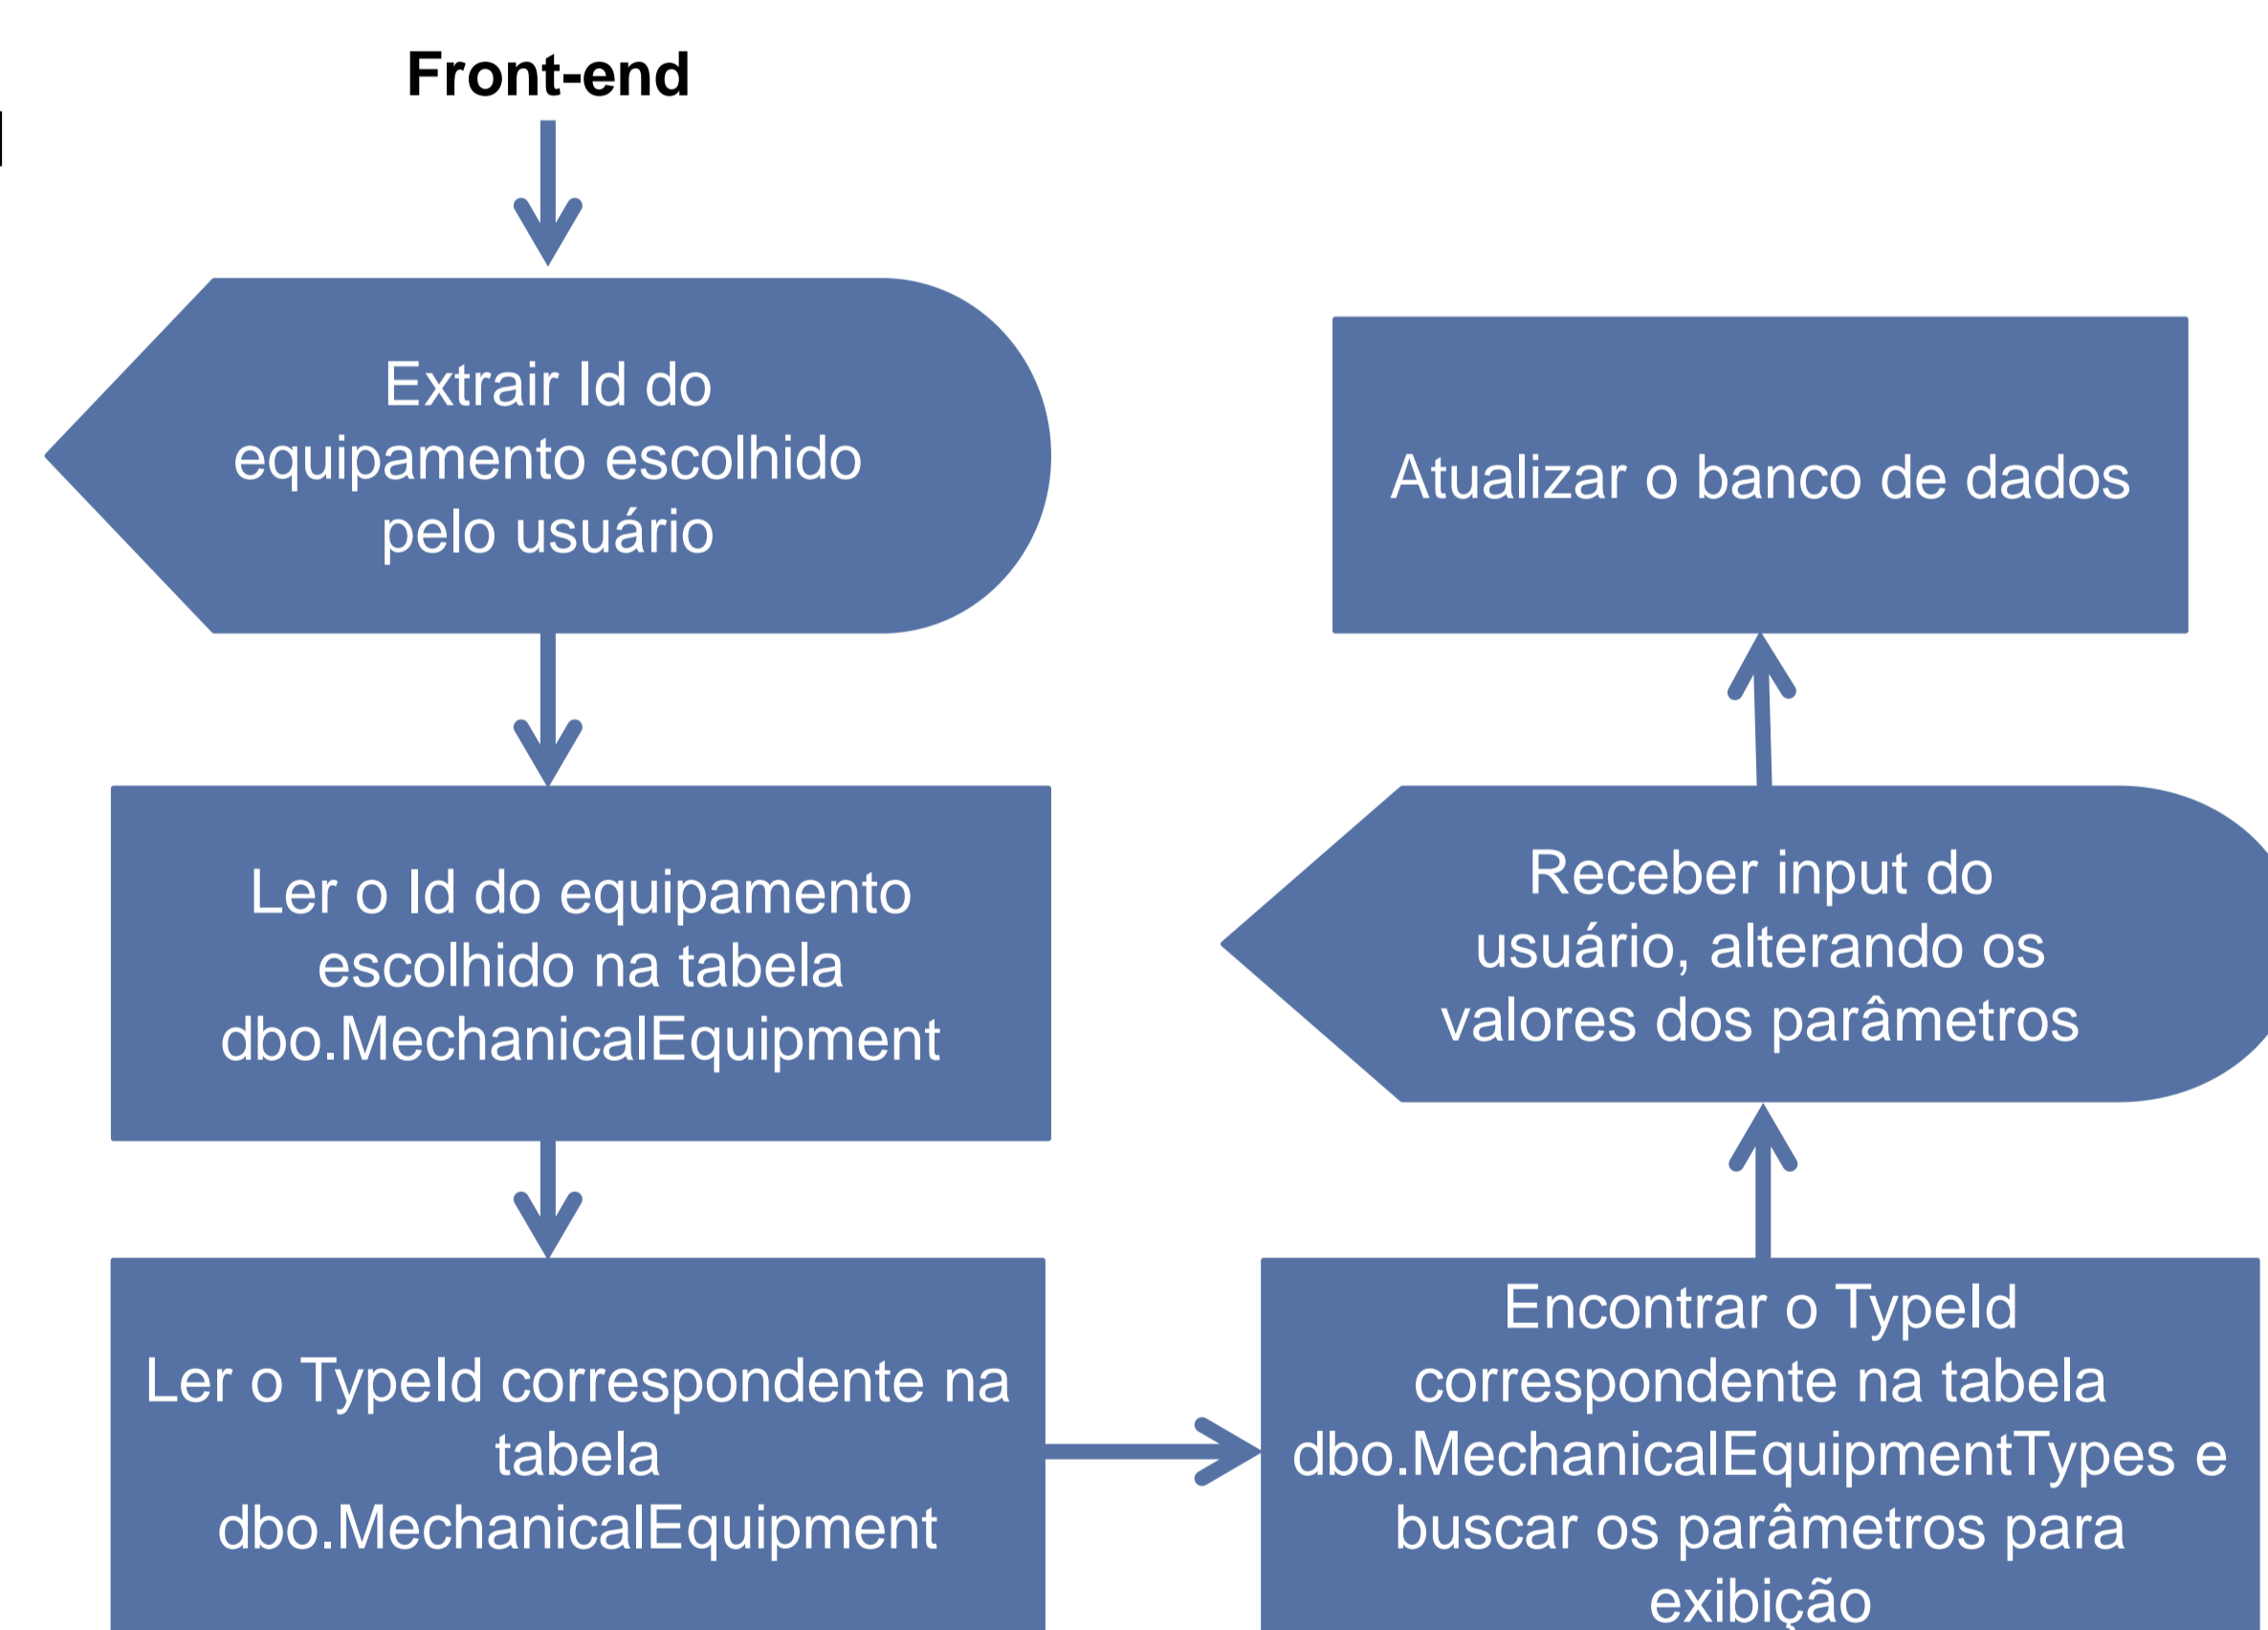 Front-end
Extrair Id do
equipamento escolhido
pelo usuário
Ler o Id do equipamento
escolhido na tabela
dbo.MechanicalEquipment
Ler o TypeId correspondente na
tabela
dbo.MechanicalEquipment
Encontrar o TypeId
correspondente na tabela
dbo.MechanicalEquipmentTypes e
buscar os parâmetros para
exibição
Receber input do
usuário, alterando os
valores dos parâmetros
Atualizar o banco de dados